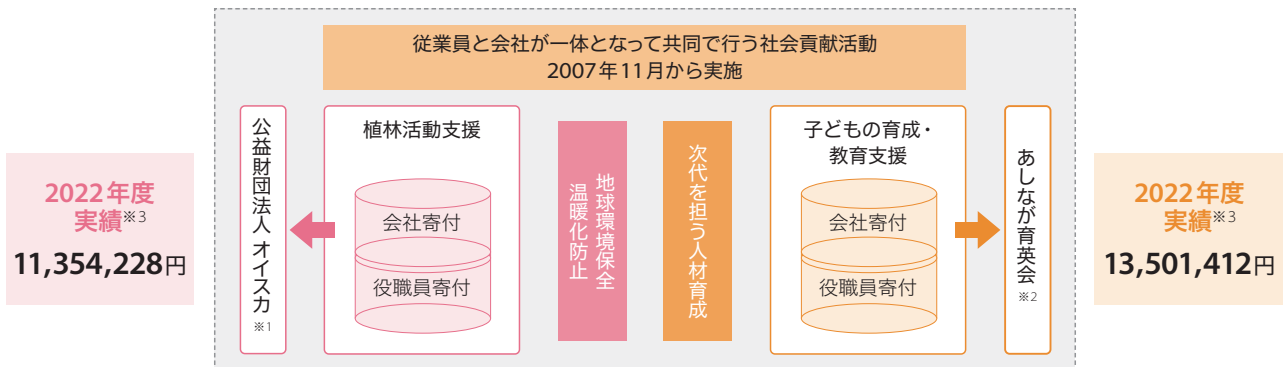 従業員と会社が一体となって共同で行う社会貢献活動
2007年11月から実施
2022年度
実績※3
11,354,228円
公益財団法人 オイスカ※1
植林活動支援
会社寄付
役職員寄付
地球環境保全
温暖化防止
次代を担う人材育成
子どもの育成・
教育支援
会社寄付
役職員寄付
あしなが育英会※2
2022年度
実績※3
13,501,412円